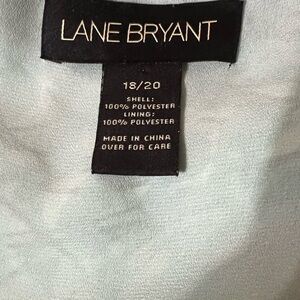 LANE BRYANT
18/20
SHELL:
100% POLYESTER
LINING:
100% POLYESTER
MADE IN CHINA
OVER FOR CARE